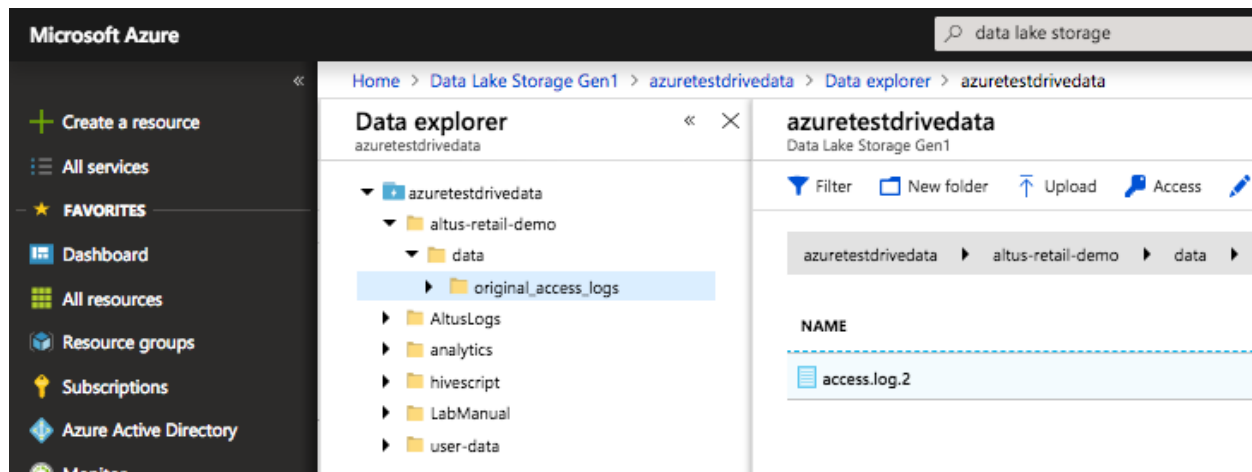 Microsoft Azure
data lake storage
«
Create a resource
All services
FAVORITES
Dashboard
All resources
Resource groups
Subscriptions
Azure Active Directory
Monitor
Home > Data Lake Storage Gen1 > azuretestdrivedata > Data explorer > azuretestdrivedata
Data explorer
«
azuretestdrivedata
azuretestdrivedata
altus-retail-demo
data
original_access_logs
AltusLogs
analytics
hivescript
LabManual
user-data
azuretestdrivedata
Data Lake Storage Gen1
Filter New folder Upload Access
azuretestdrivedata altus-retail-demo data
NAME
access.log.2